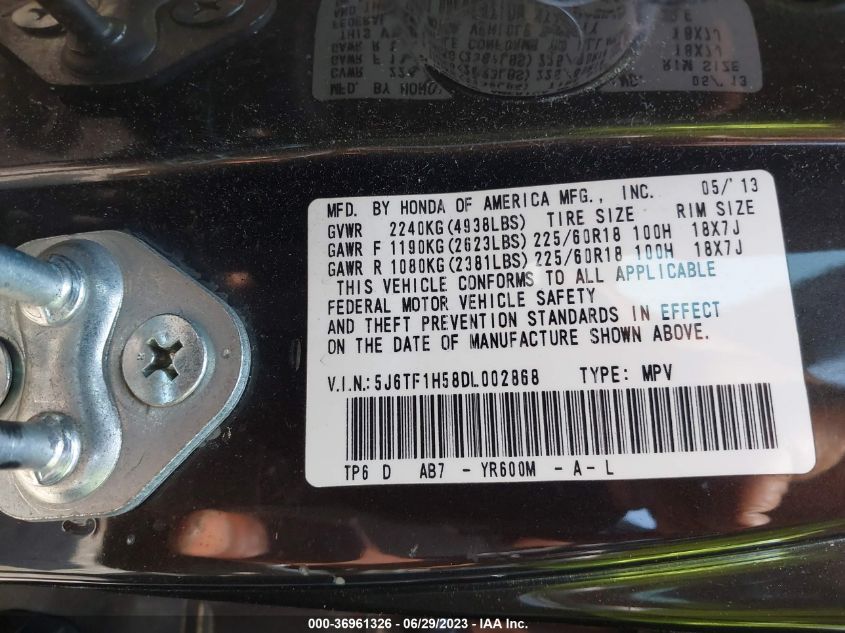 MFD. BY HONDA OF AMERICA MFG., INC. 05/'13
GVWR 2240KG(4938LBS) TIRE SIZE RIM SIZE
GAWR F 1190KG(2623LBS) 225/60R18 100H 18X7J
GAWR R 1080KG(2381LBS) 225/60R18 100H 18X7J
THIS VEHICLE CONFORMS TO ALL APPLICABLE
FEDERAL MOTOR VEHICLE SAFETY
AND THEFT PREVENTION STANDARDS IN EFFECT
ON THE DATE OF MANUFACTURE SHOWN ABOVE.
V.I.N.:5J6TF1H58DL002868 TYPE: MPV
TP6 D AB7 - YR600M - A - L
000-36961326 / 06/29/2023 - IAA Inc.